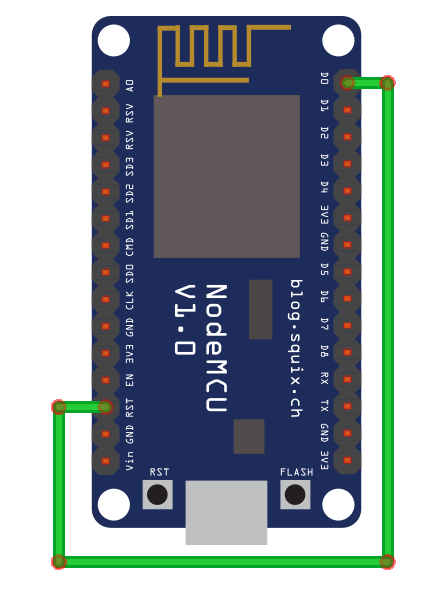 A0
RSV
RSV
SD3
SD2
SD1
CMD
SD0
CLK
GND
3V3
EN
RST
GND
Vin
D0
D1
D2
D3
D4
3V3
GND
D5
D6
D7
D8
RX
TX
GND
3V3
NodeMCU
V1.0
blog.squix.ch
RST
FLASH